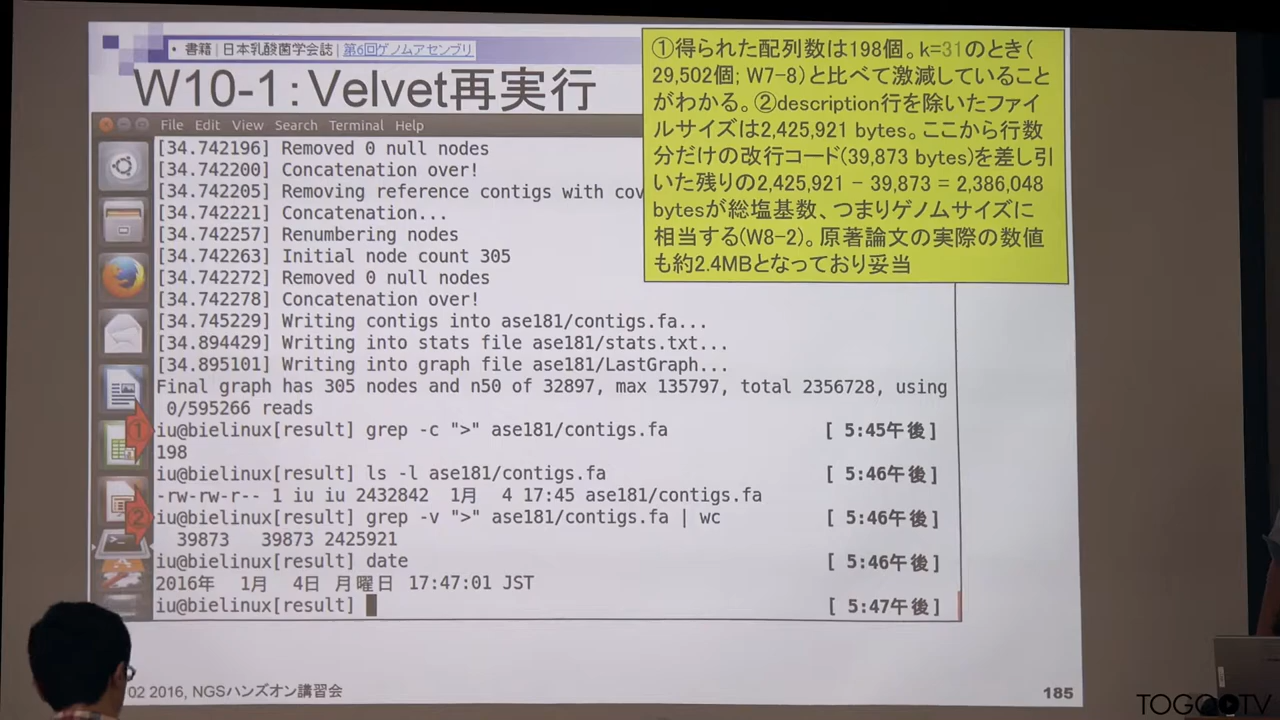 • 書籍 | 日本乳酸菌学会誌 | 第6回ゲノムアセンブリ
W10-1：Velvet再実行
①得られた配列数は198個。k=31のとき(
29,502個; W7-8)と比べて激減していること
がわかる。②description行を除いたファイ
ルサイズは2,425,921 bytes。ここから行数
分だけの改行コード(39,873 bytes)を差し引
いた残りの2,425,921 − 39,873 = 2,386,048
bytesが総塩基数、つまりゲノムサイズに
相当する(W8-2)。原著論文の実際の数値
も約2.4MBとなっており妥当
File Edit View Search Terminal Help
[34.742196] Removed 0 null nodes
[34.742200] Concatenation over!
[34.742205] Removing reference contigs with cov
[34.742221] Concatenation...
[34.742257] Renumbering nodes
[34.742263] Initial node count 305
[34.742272] Removed 0 null nodes
[34.742278] Concatenation over!
[34.745229] Writing contigs into ase181/contigs.fa...
[34.894429] Writing into stats file ase181/stats.txt...
[34.895101] Writing into graph file ase181/LastGraph...
Final graph has 305 nodes and n50 of 32897, max 135797, total 2356728, using
0/595266 reads
① iu@bielinux[result] grep -c ">" ase181/contigs.fa [ 5:45午後]
198
iu@bielinux[result] ls -l ase181/contigs.fa [ 5:46午後]
-rw-rw-r-- 1 iu iu 2432842 1月 4 17:45 ase181/contigs.fa
② iu@bielinux[result] grep -v ">" ase181/contigs.fa | wc [ 5:46午後]
39873 39873 2425921
iu@bielinux[result] date [ 5:46午後]
2016年 1月 4日 月曜日 17:47:01 JST
iu@bielinux[result] [ 5:47午後]
02 2016, NGSハンズオン講習会
185
TOGOTV